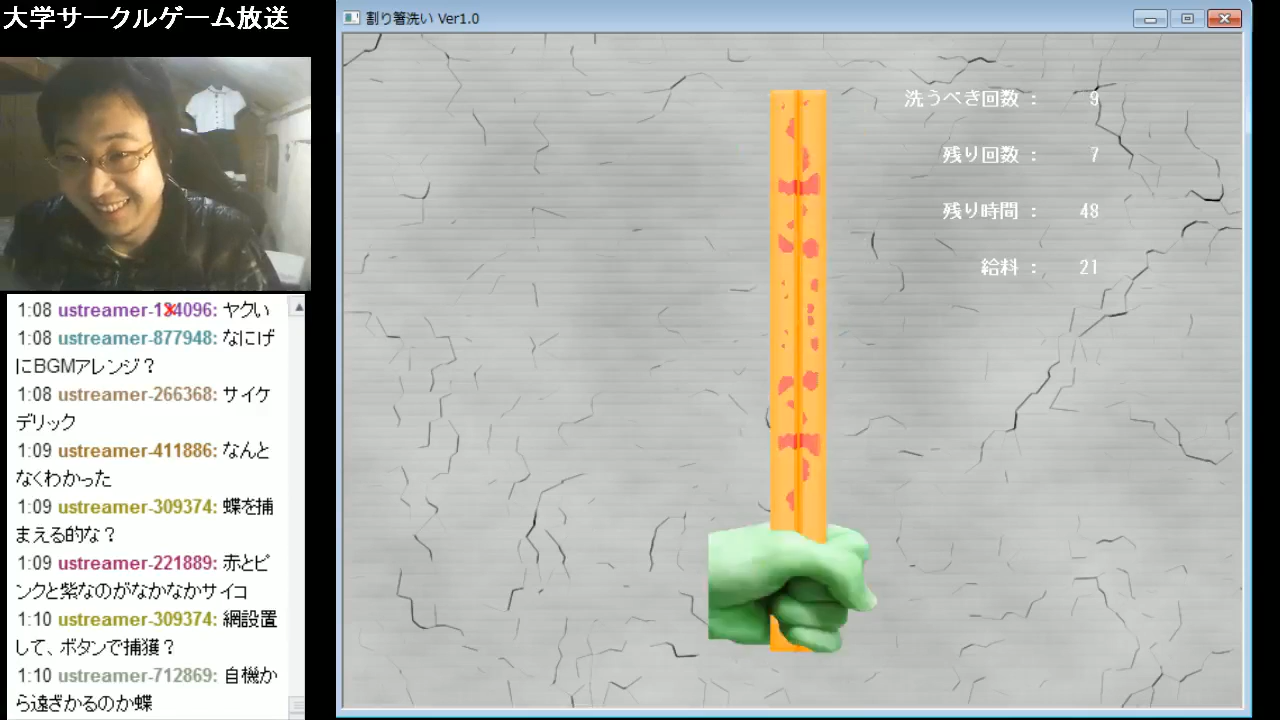 大学サークルゲーム放送
割り箸洗い Ver1.0
洗うべき回数 : 9
残り回数 : 7
残り時間 : 48
給料 : 21
1:08 ustreamer-134096: ヤクい
1:08 ustreamer-877948: なにげ
にBGMアレンジ？
1:08 ustreamer-266368: サイケ
デリック
1:09 ustreamer-411886: なんと
なくわかった
1:09 ustreamer-309374: 蝶を捕
まえる的な？
1:09 ustreamer-221889: 赤とピ
ンクと紫なのがなかなかサイコ
1:10 ustreamer-309374: 網設置
して、ボタンで捕獲？
1:10 ustreamer-712869: 自機か
ら遠ざかるのか蝶